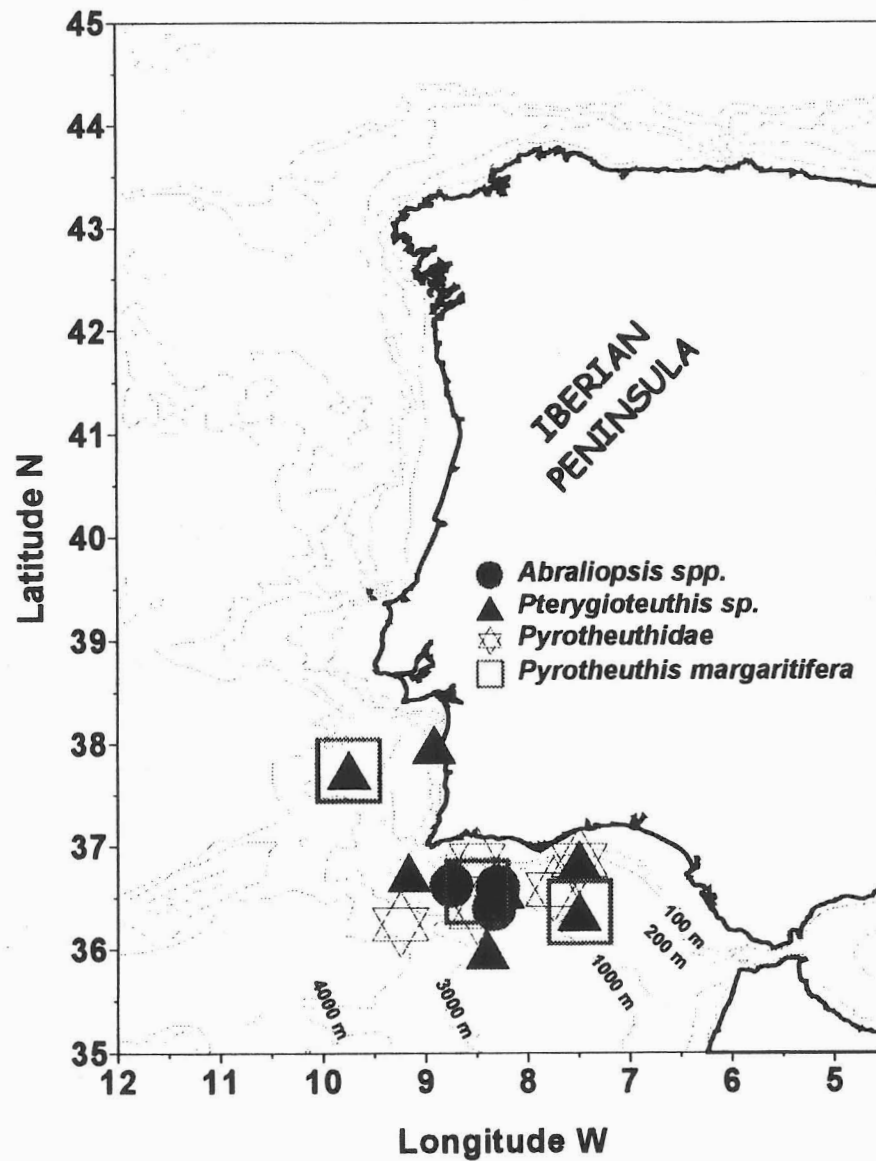 45
44
43
42
41
40
39
38
37
36
35
Latitude N
IBERIAN
PENINSULA
Abraliopsis spp.
Pterygioteuthis sp.
Pyrotheuthidae
Pyrotheuthis margaritifera
4000 m
3000 m
1000 m
200 m
100 m
12
10
9
8
7
6
5
Longitude W